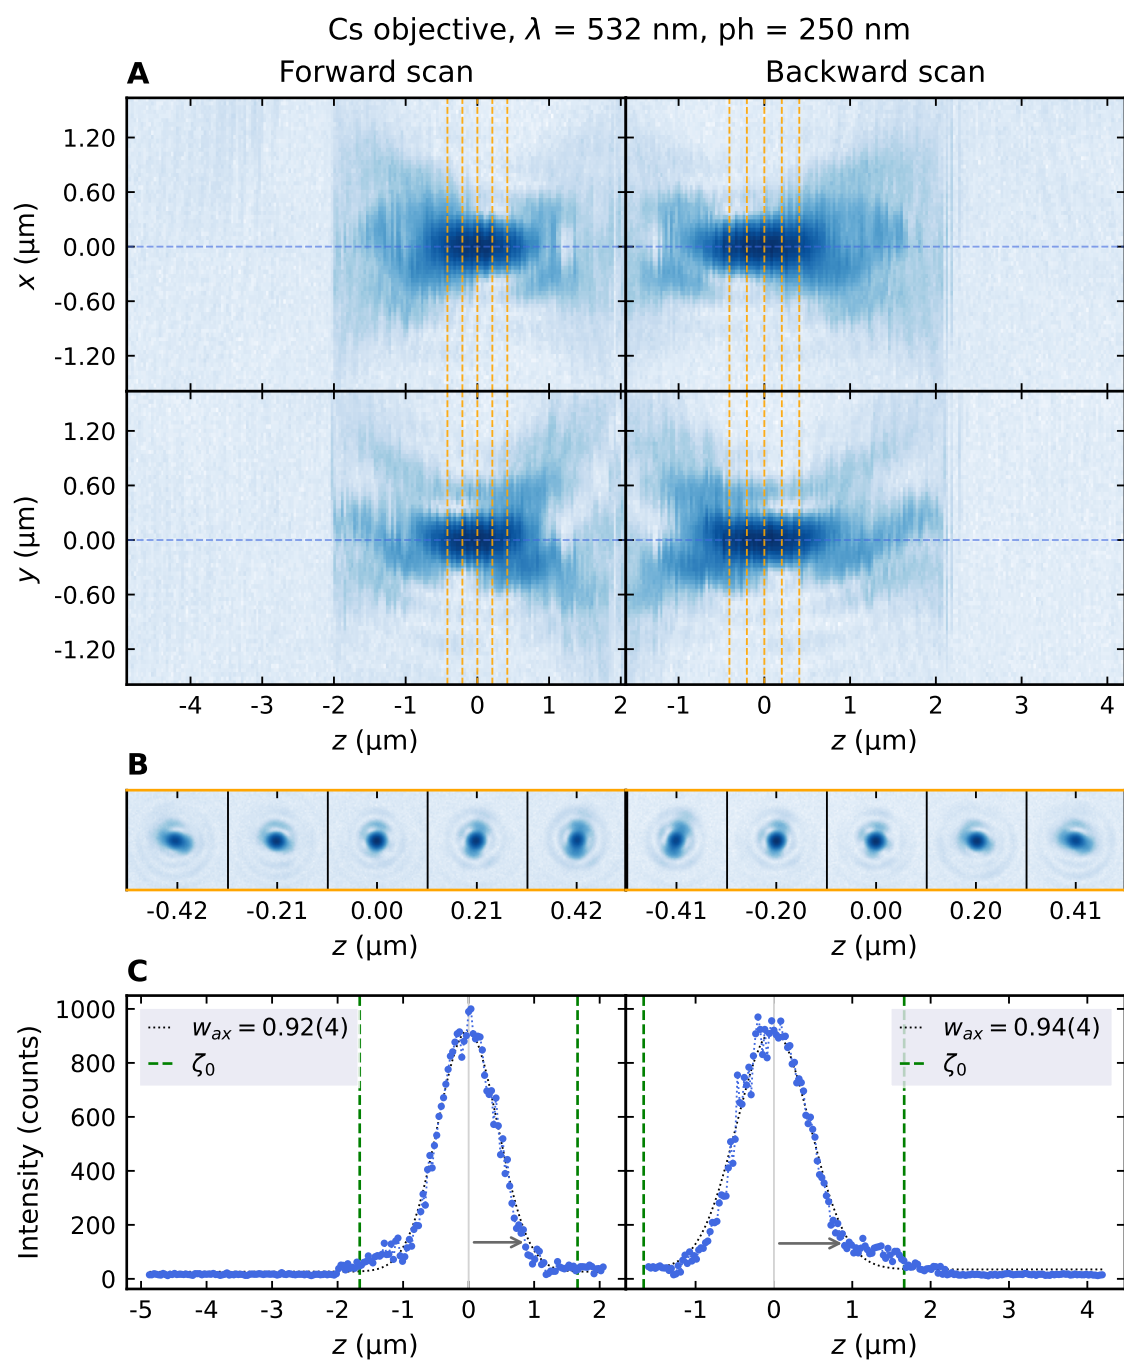 Cs objective, λ = 532 nm, ph = 250 nm
A
Forward scan
Backward scan
1.20
0.60
0.00
-0.60
-1.20
x (μm)
1.20
0.60
0.00
-0.60
-1.20
y (μm)
-4 -3 -2 -1 0 1 2
-1 0 1 2 3 4
z (μm)
z (μm)
B
-0.42 -0.21 0.00 0.21 0.42
-0.41 -0.20 0.00 0.20 0.41
z (μm)
z (μm)
C
1000
800
600
400
200
0
Intensity (counts)
w_ax = 0.92(4)
ζ₀
w_ax = 0.94(4)
ζ₀
-5 -4 -3 -2 -1 0 1 2
-1 0 1 2 3 4
z (μm)
z (μm)